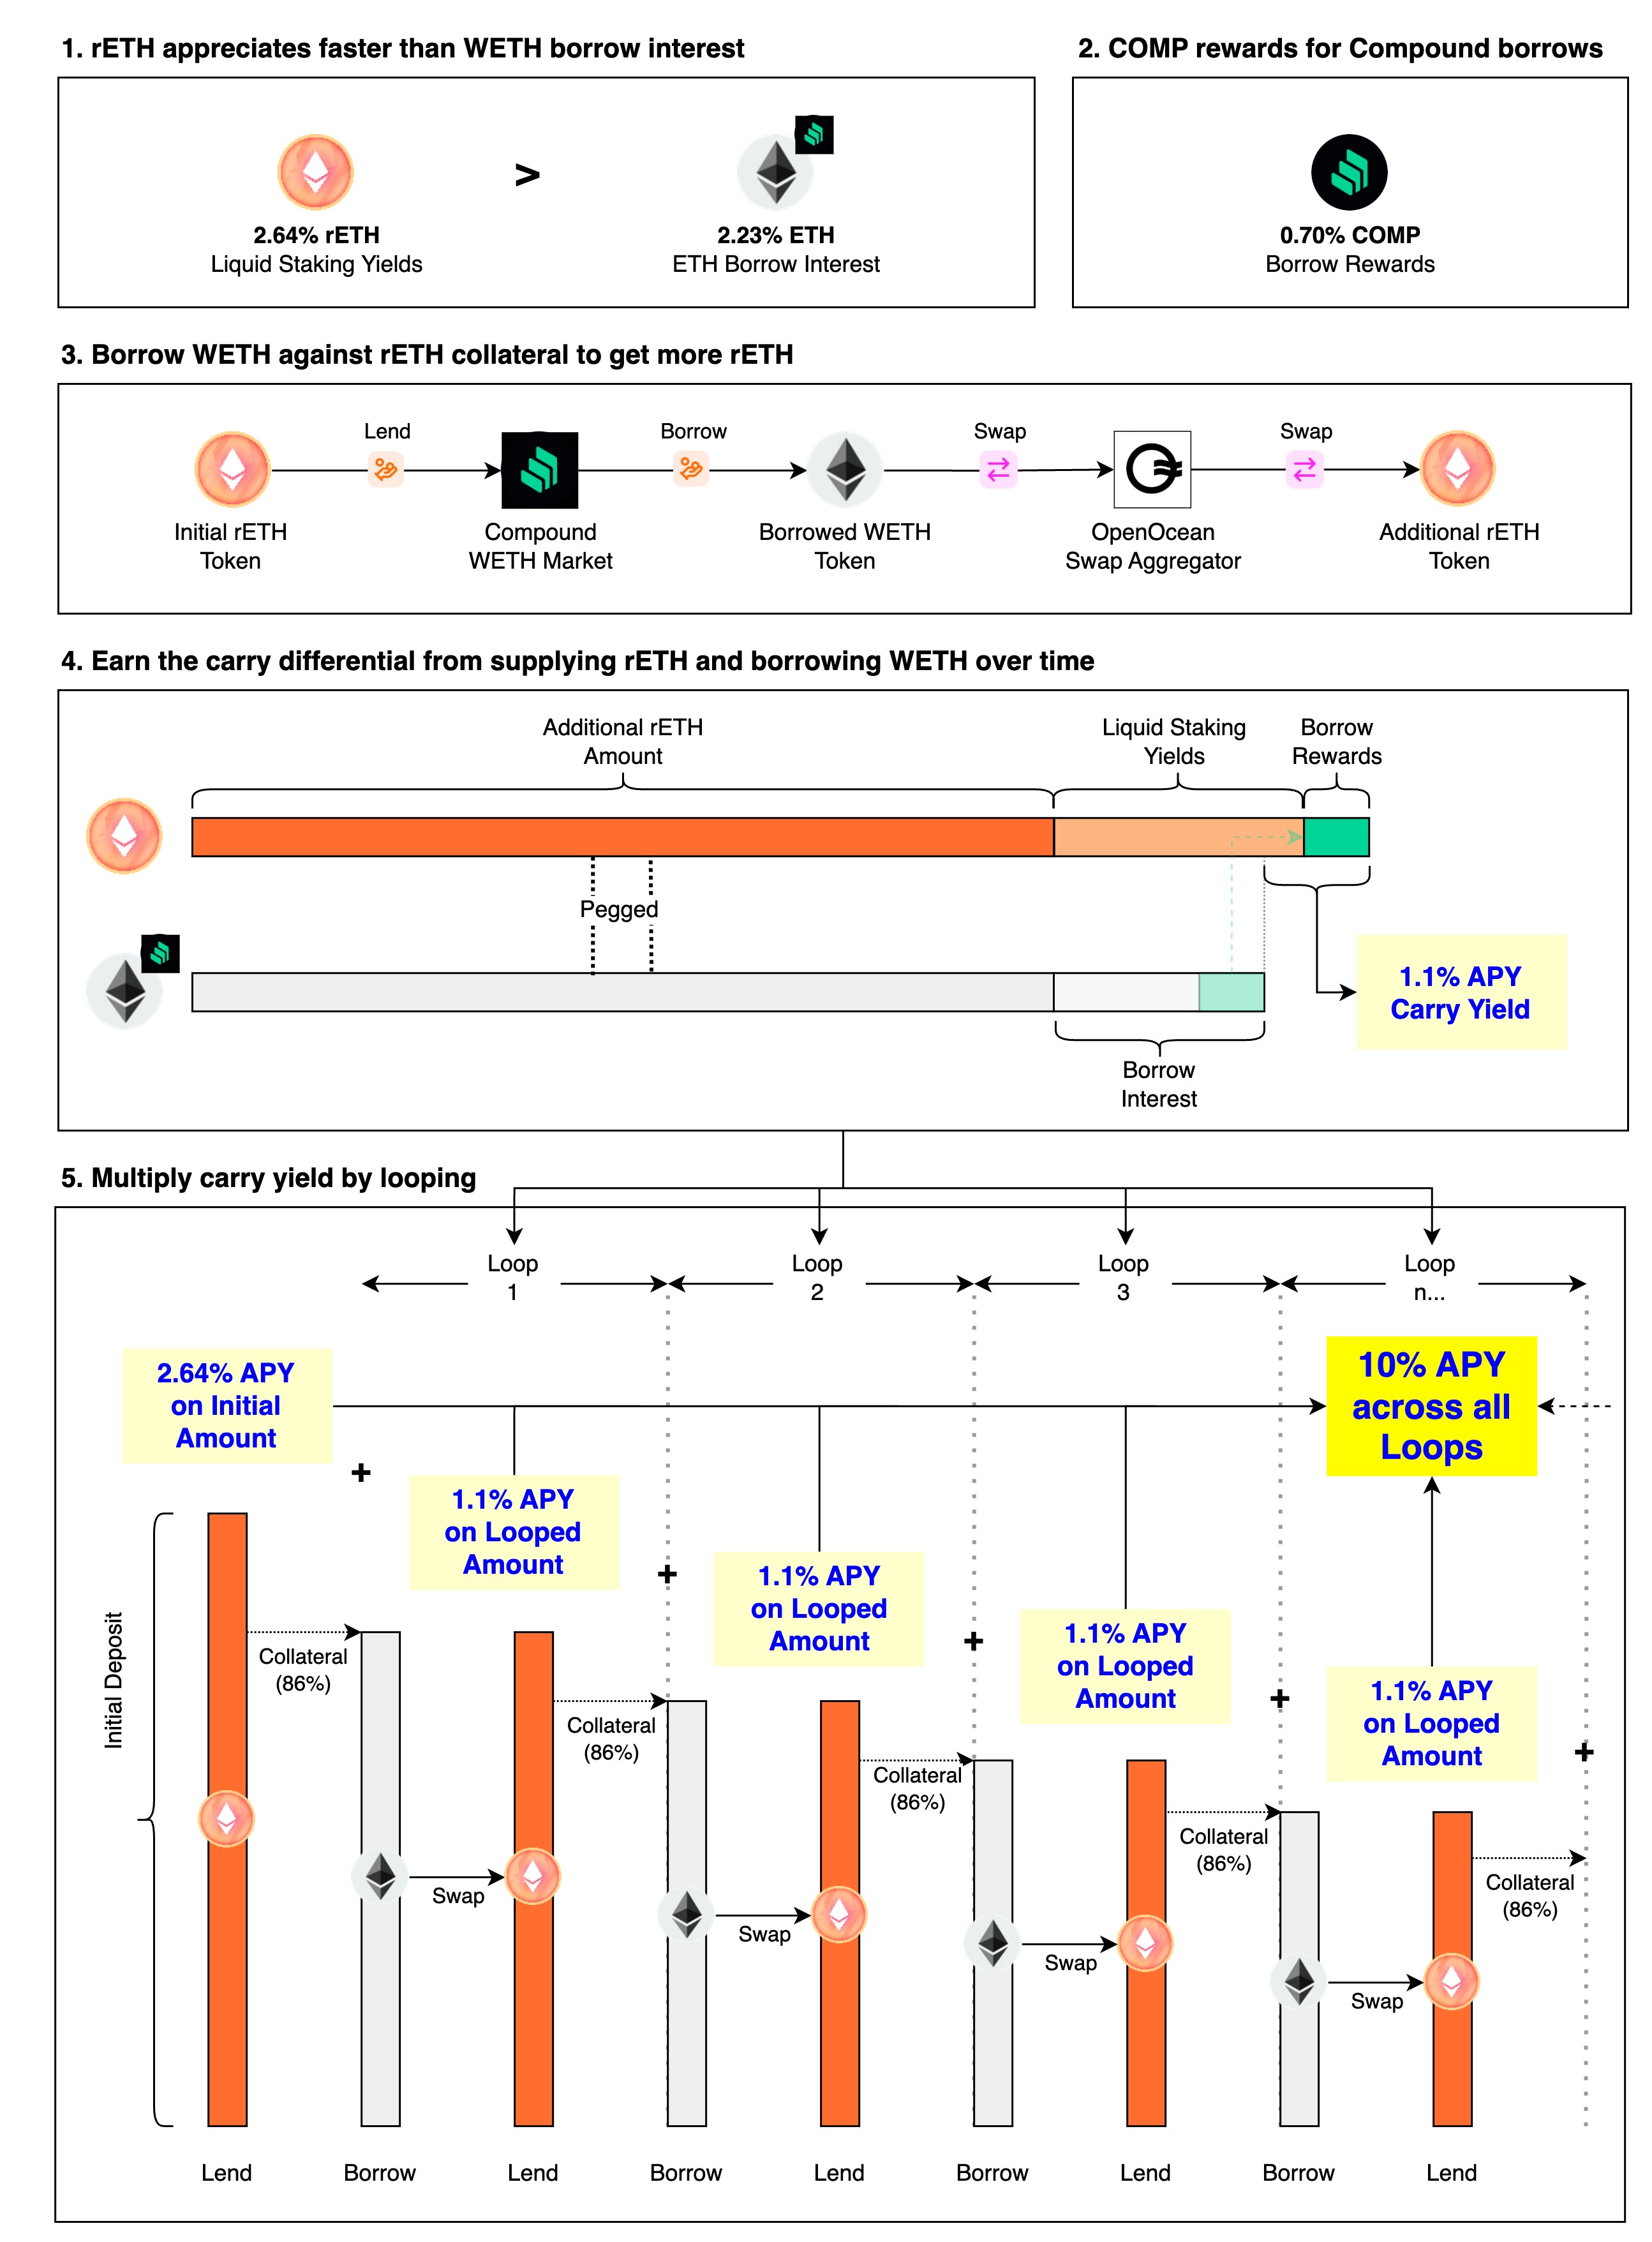 1. rETH appreciates faster than WETH borrow interest
2. COMP rewards for Compound borrows
>
2.64% rETH
Liquid Staking Yields
2.23% ETH
ETH Borrow Interest
0.70% COMP
Borrow Rewards
3. Borrow WETH against rETH collateral to get more rETH
Lend
Borrow
Swap
Swap
Initial rETH
Token
Compound
WETH Market
Borrowed WETH
Token
OpenOcean
Swap Aggregator
Additional rETH
Token
4. Earn the carry differential from supplying rETH and borrowing WETH over time
Additional rETH
Amount
Liquid Staking
Yields
Borrow
Rewards
Pegged
1.1% APY
Carry Yield
Borrow
Interest
5. Multiply carry yield by looping
Loop
1
Loop
2
Loop
3
Loop
n...
2.64% APY
on Initial
Amount
+
1.1% APY
on Looped
Amount
+
1.1% APY
on Looped
Amount
+
1.1% APY
on Looped
Amount
+
1.1% APY
on Looped
Amount
+
10% APY
across all
Loops
Initial Deposit
Collateral
(86%)
Collateral
(86%)
Collateral
(86%)
Collateral
(86%)
Collateral
(86%)
Swap
Swap
Swap
Swap
Lend
Borrow
Lend
Borrow
Lend
Borrow
Lend
Borrow
Lend